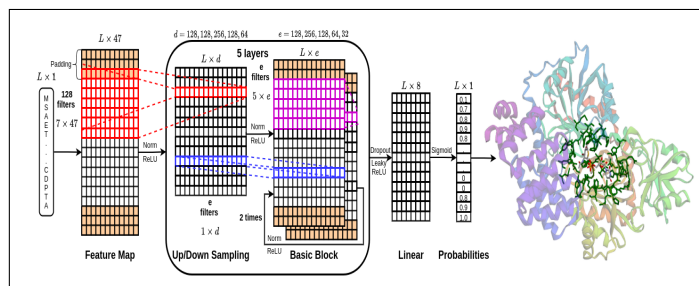 d = 128,128,256,128,64
e = 128,256,128,64,32
L × 47
5 layers
Padding
L × d
L × e
e
filters
L × 1
128
filters
7 × 47
5 × e
L × 8
L × 1
M
S
A
E
T
.
.
.
C
D
P
T
A
Norm
ReLU
Norm
ReLU
Dropout
Leaky
ReLU
Sigmoid
0.1
0.7
0.8
0.9
0.8
0
0
0.8
0.9
1.0
e
filters
1 × d
2 times
Norm
ReLU
Feature Map
Up/Down Sampling
Basic Block
Linear
Probabilities